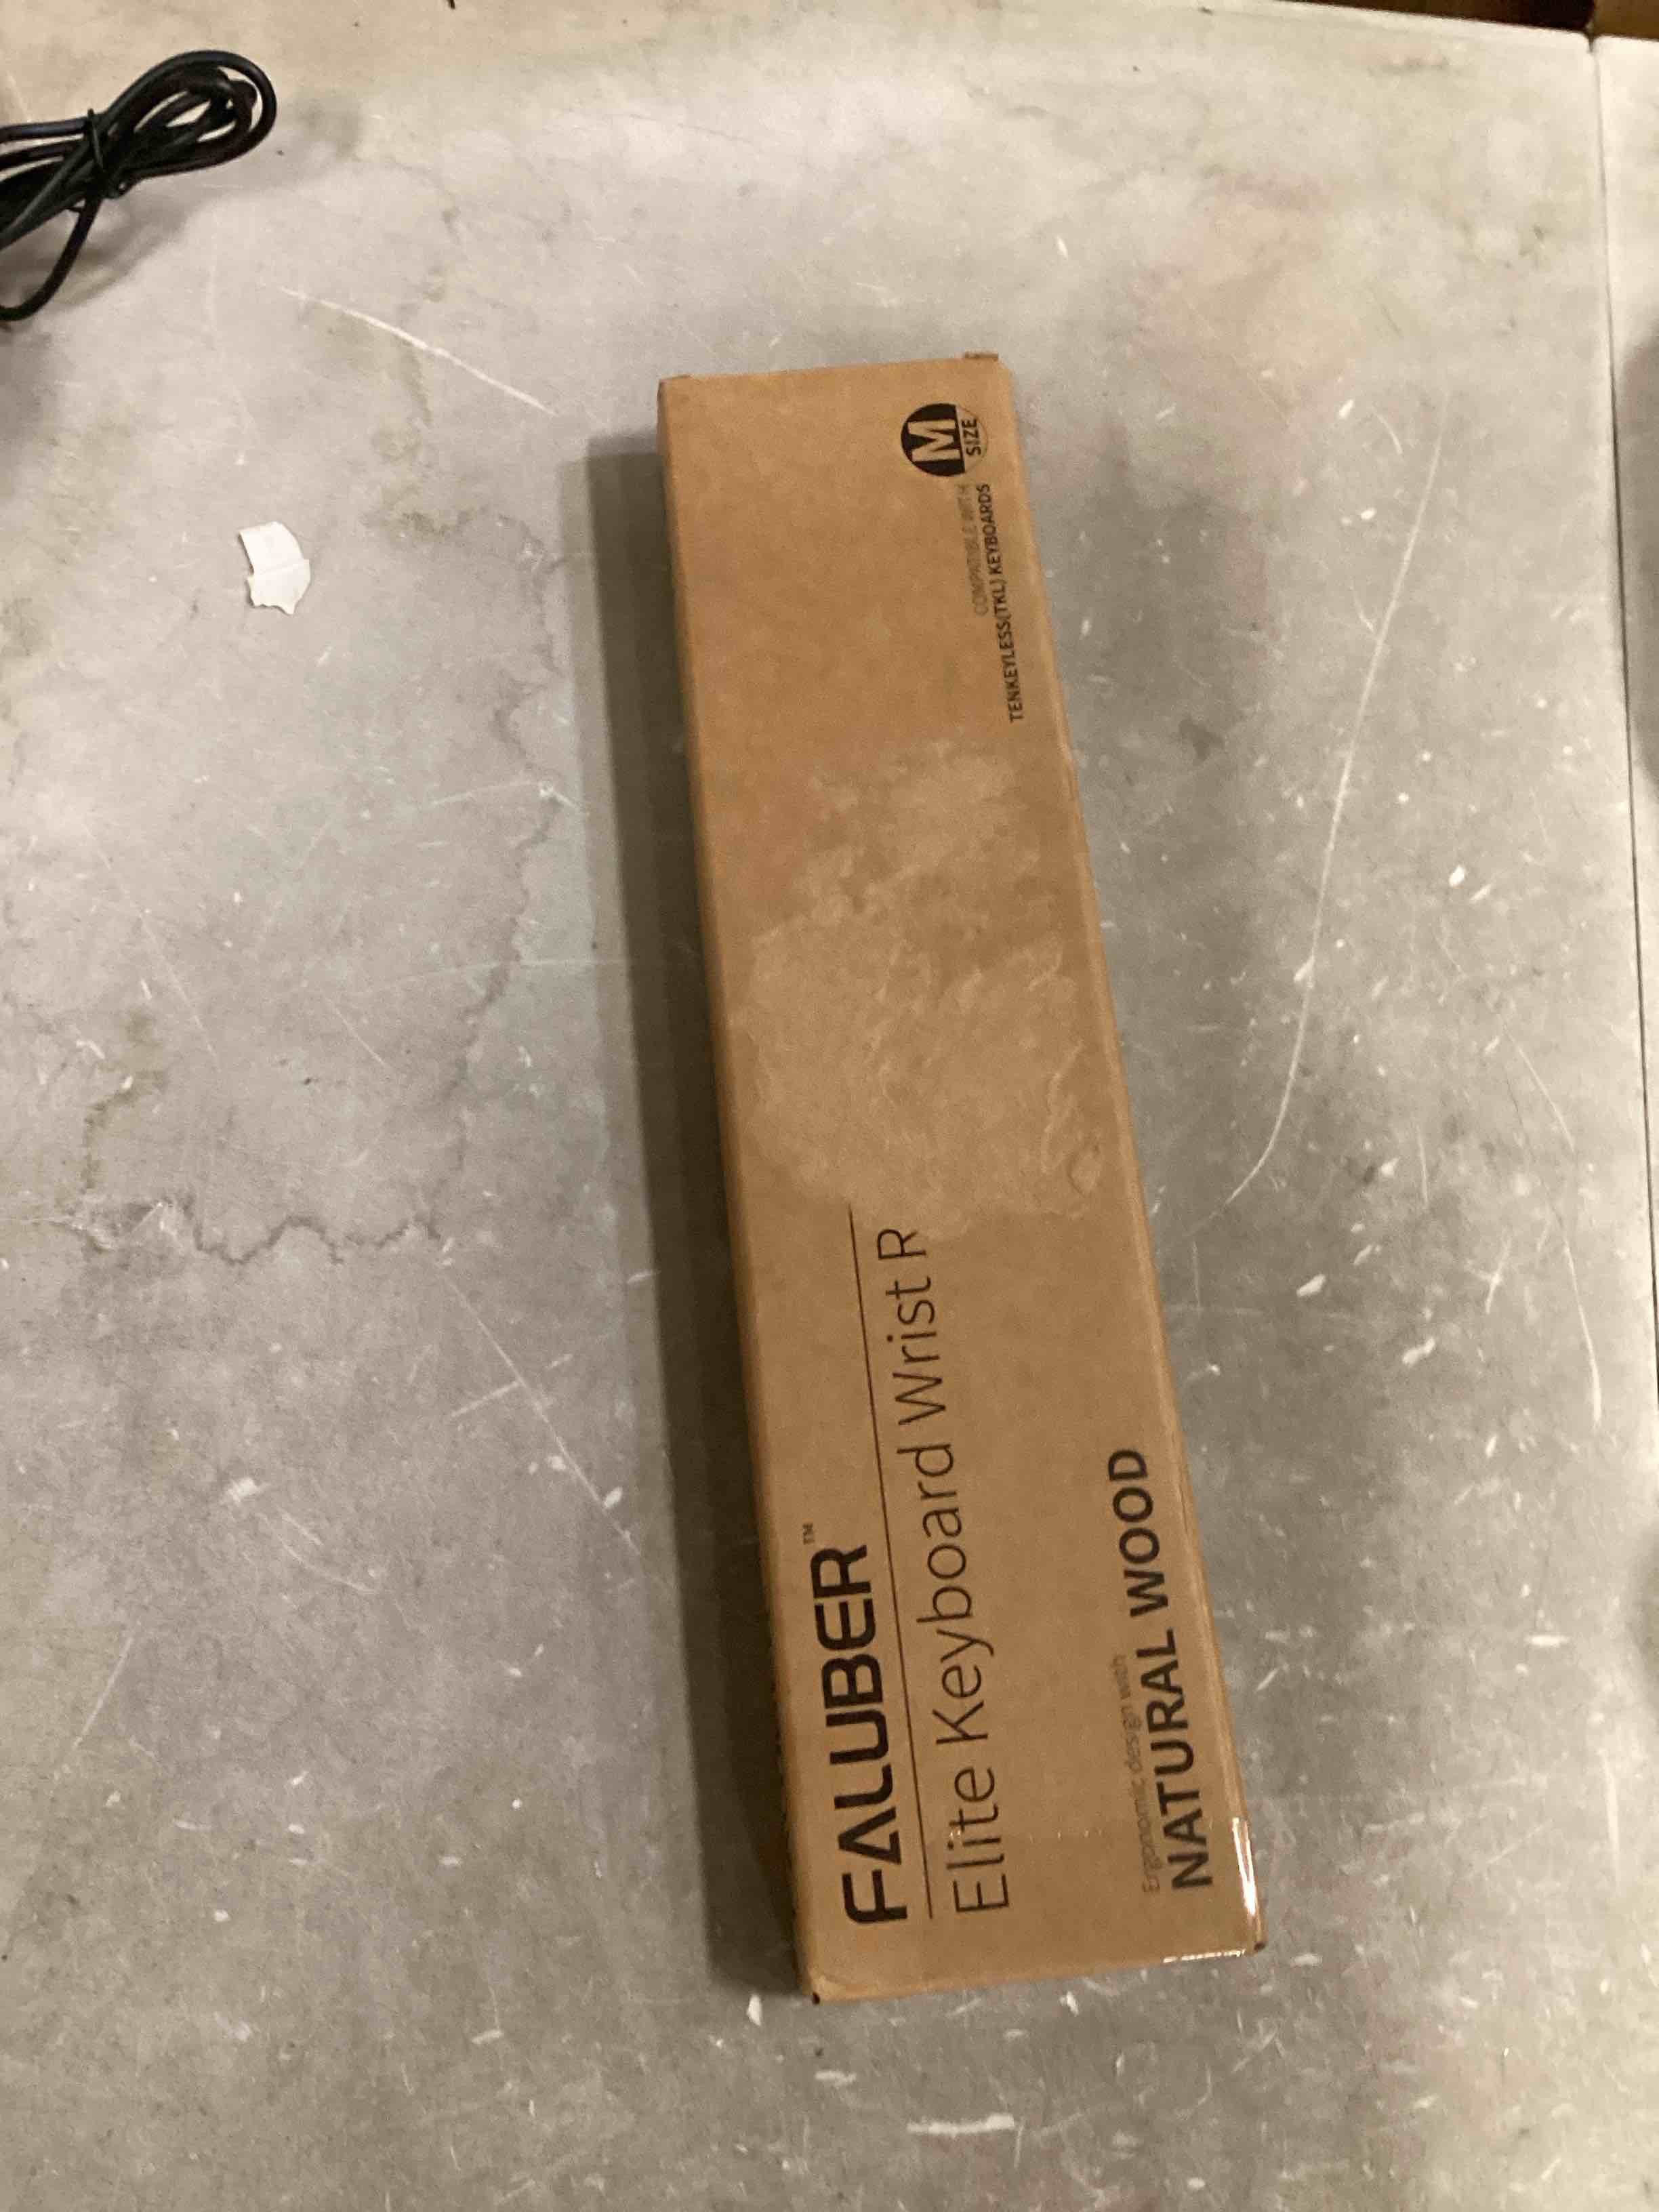 FALUBER™
Elite Keyboard Wrist R
Ergonomic design with
NATURAL WOOD
COMPATIBLE WITH
TENKEYLESS(TKL) KEYBOARDS
M
SIZE